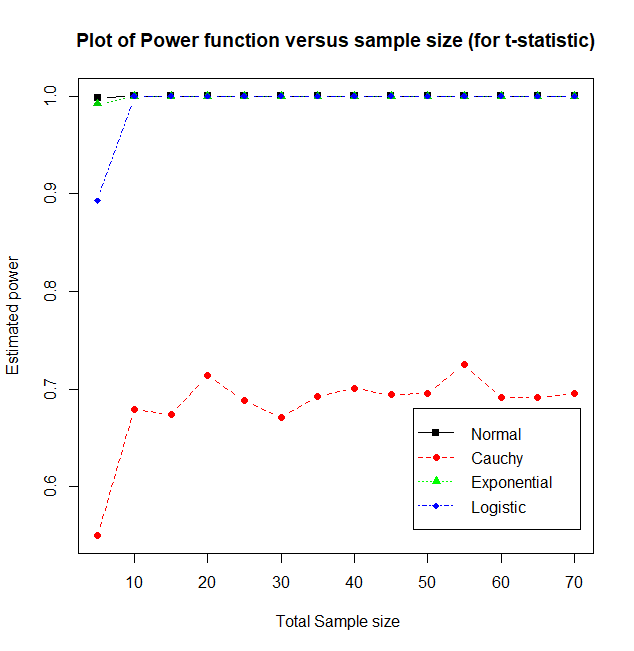 Plot of Power function versus sample size (for t-statistic)
1.0
0.9
0.8
0.7
0.6
Estimated power
10 20 30 40 50 60 70
Total Sample size
Normal
Cauchy
Exponential
Logistic